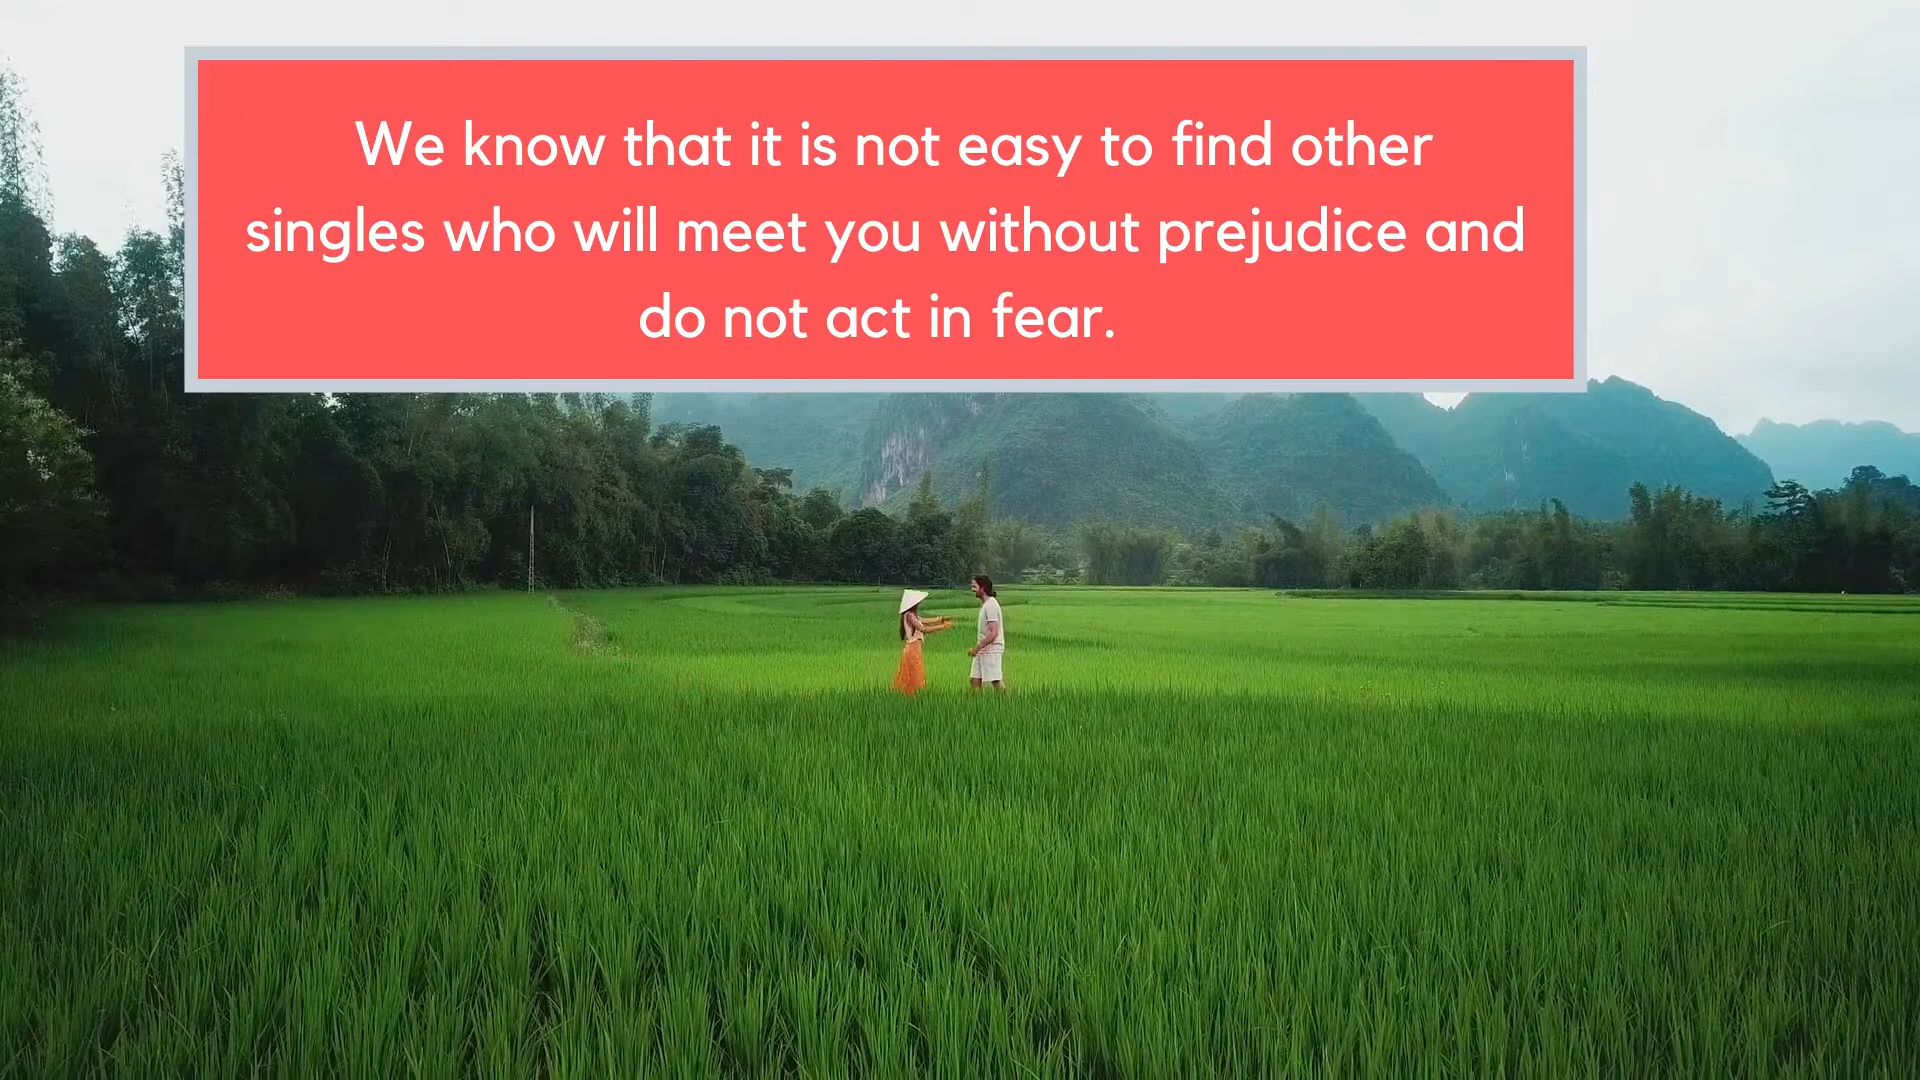 We know that it is not easy to find other
singles who will meet you without prejudice and
do not act in fear.